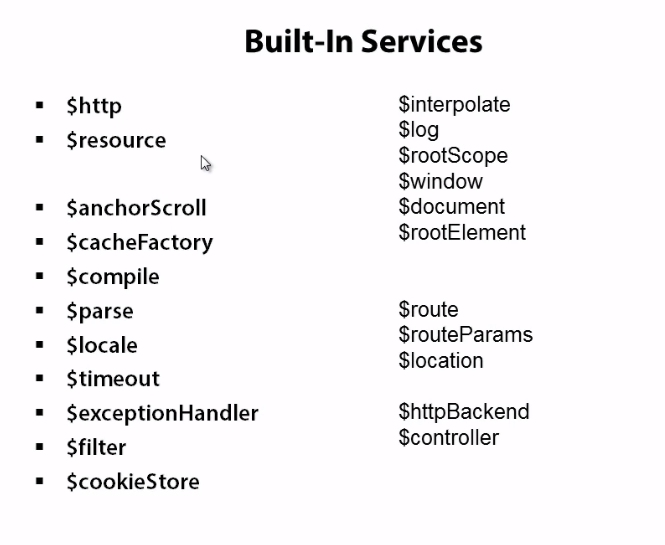 Built-In Services
▪ $http
▪ $resource
▪ $anchorScroll
▪ $cacheFactory
▪ $compile
▪ $parse
▪ $locale
▪ $timeout
▪ $exceptionHandler
▪ $filter
▪ $cookieStore
$interpolate
$log
$rootScope
$window
$document
$rootElement
$route
$routeParams
$location
$httpBackend
$controller